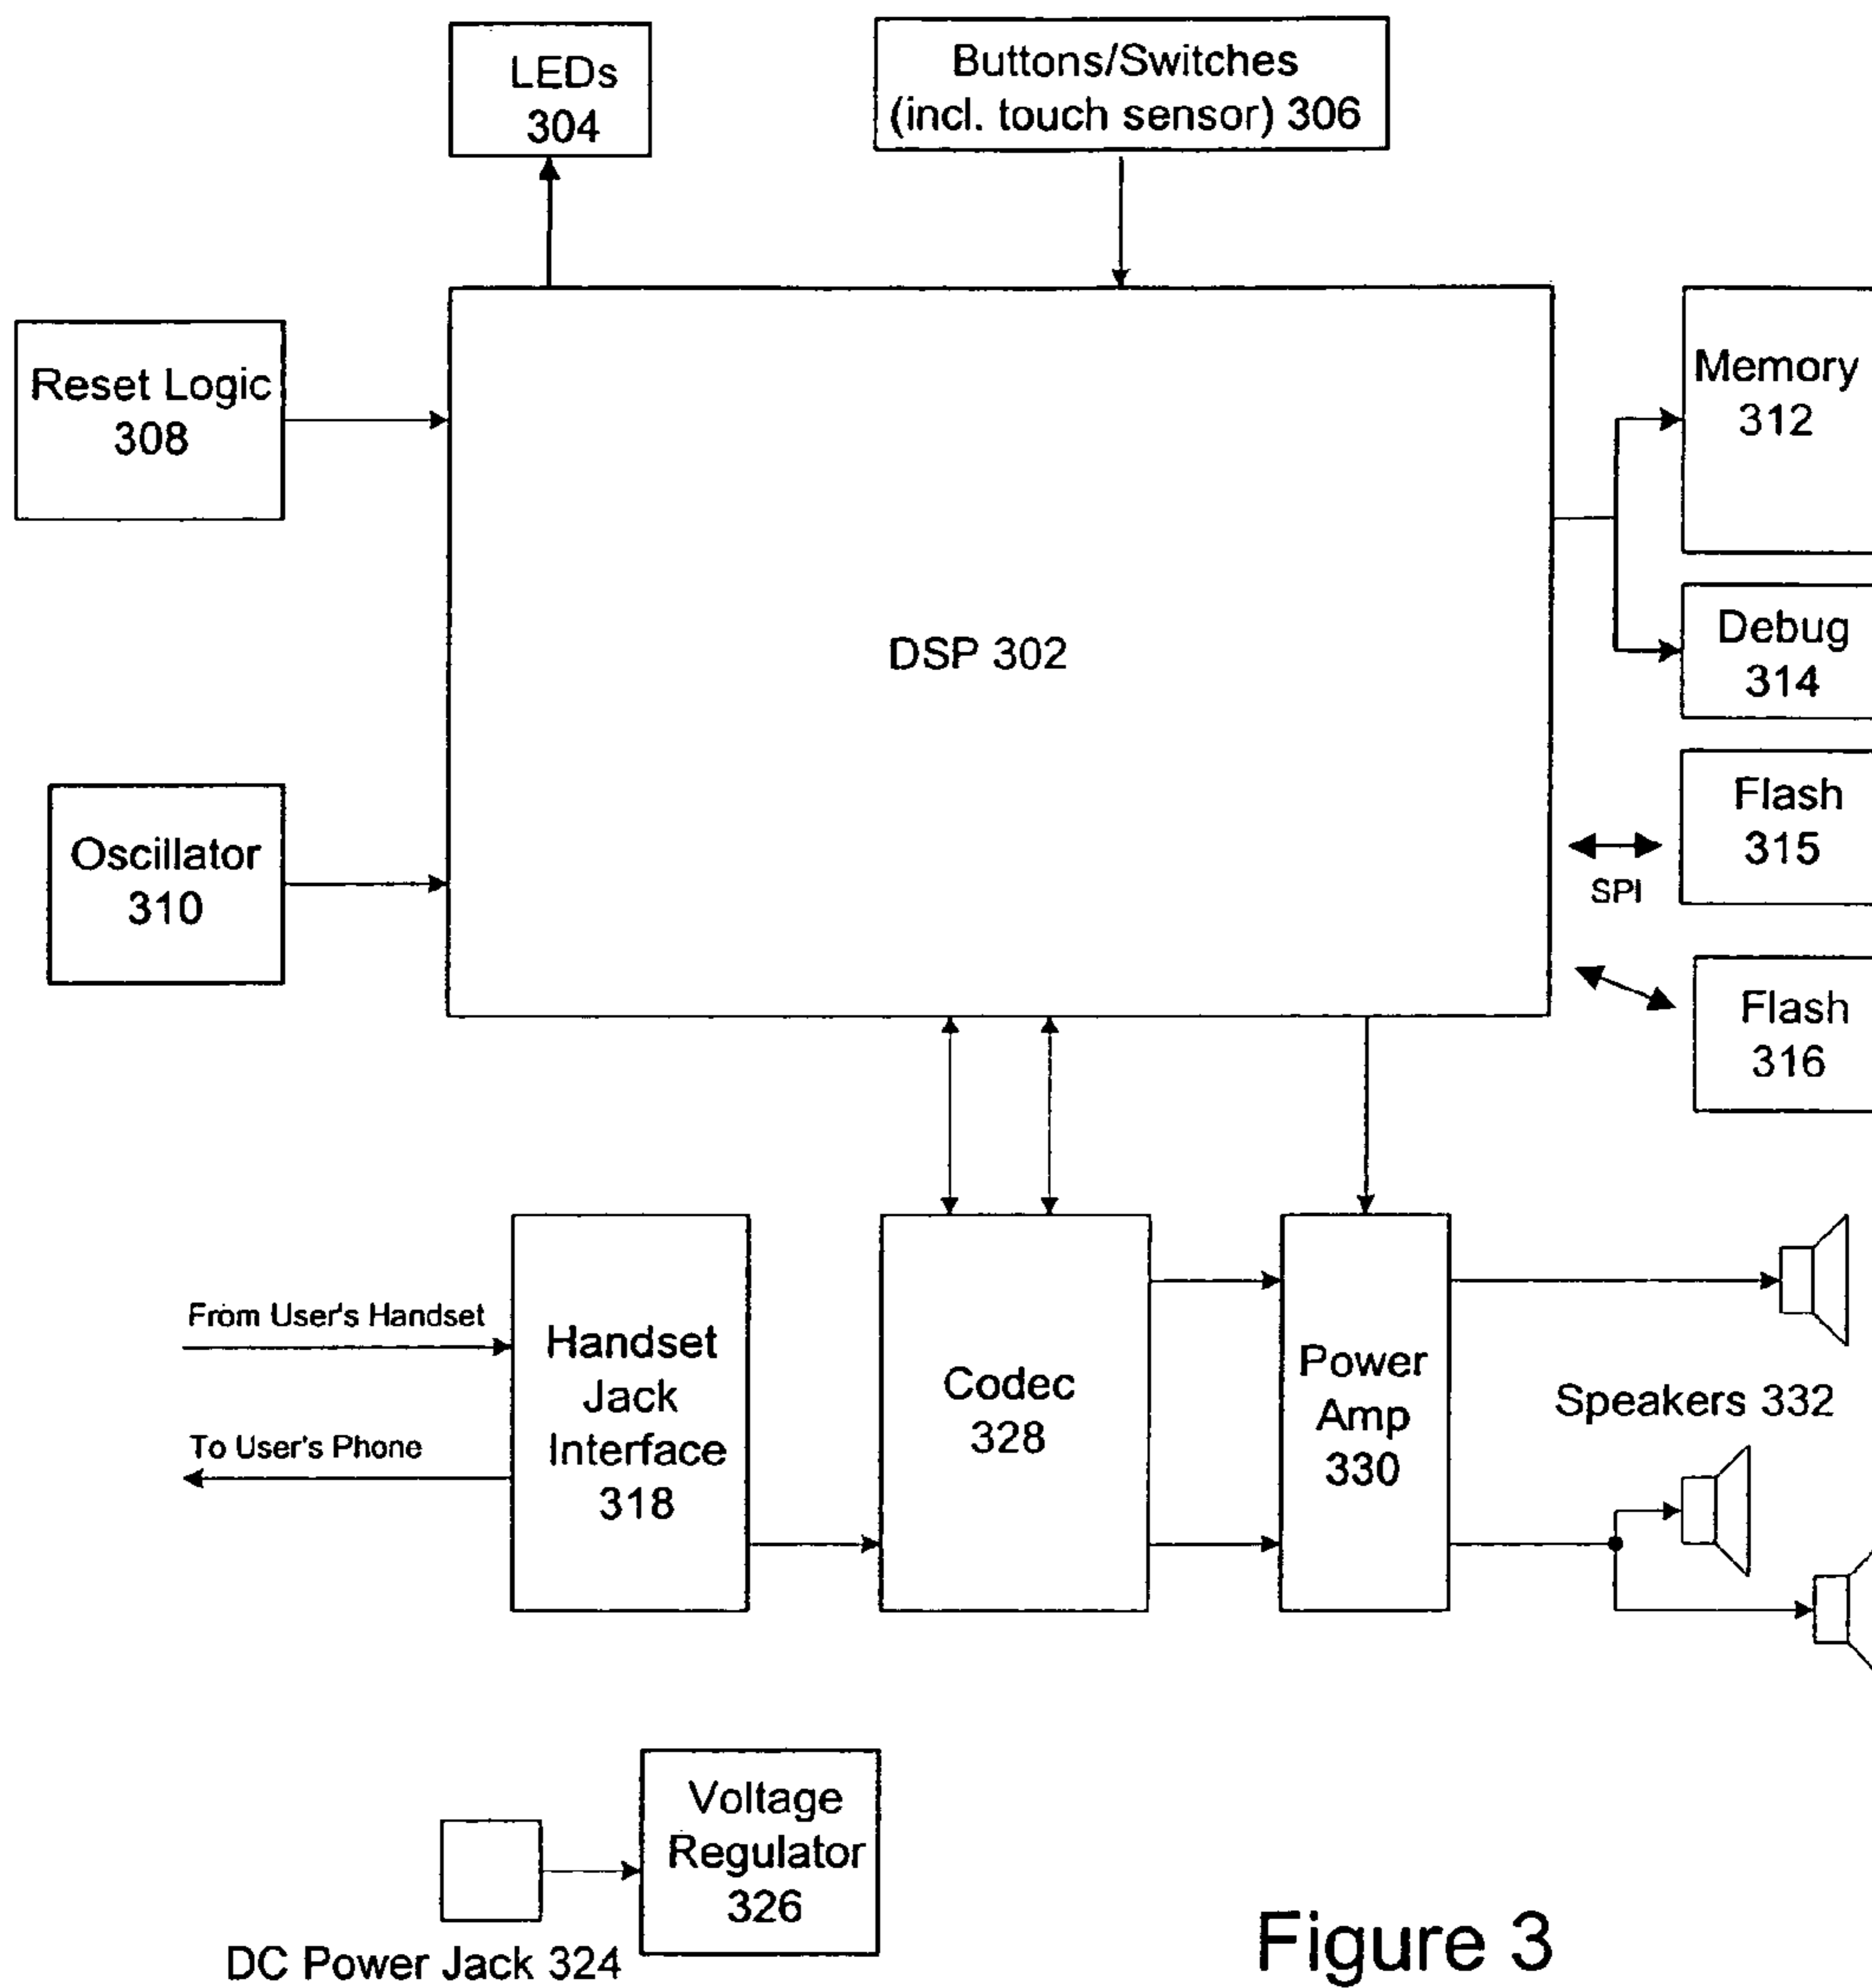 LEDs
304
Buttons/Switches
(incl. touch sensor) 306
Reset Logic
308
Memory
312
DSP 302
Debug
314
Flash
315
SPI
Oscillator
310
Flash
316
From User's Handset
To User's Phone
Handset
Jack
Interface
318
Codec
328
Power
Amp
330
Speakers 332
Voltage
Regulator
326
DC Power Jack 324
Figure 3